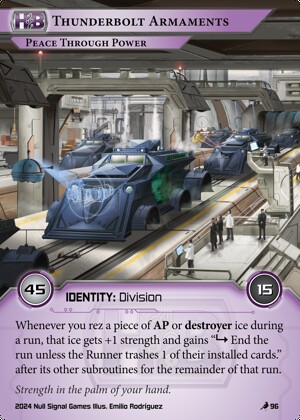 HB Thunderbolt Armaments
Peace Through Power
45
IDENTITY: Division
15
Whenever you rez a piece of AP or destroyer ice during
a run, that ice gets +1 strength and gains “↳ End the
run unless the Runner trashes 1 of their installed cards.”
after its other subroutines for the remainder of that run.
Strength in the palm of your hand.
2024 Null Signal Games Illus. Emilio Rodríguez
96